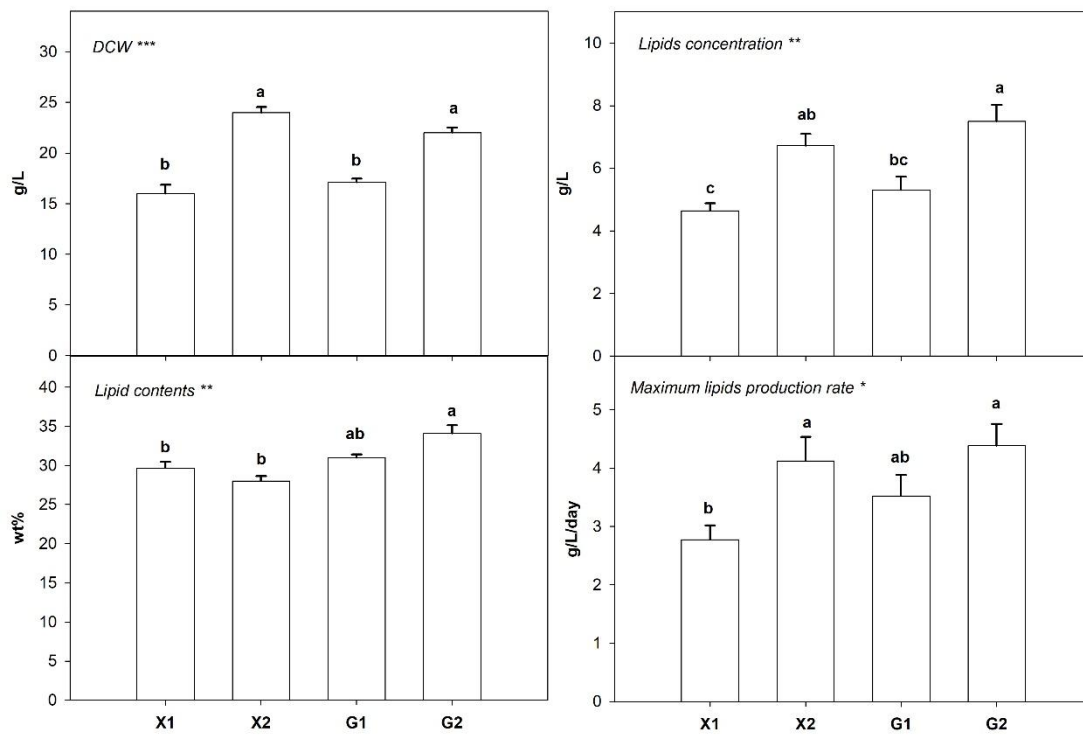 DCW ***
30
25
20
15
10
5
0
g/L
a
a
b
b
Lipids concentration **
10
8
6
4
2
0
g/L
a
ab
bc
c
Lipid contents **
40
35
30
25
20
15
10
5
0
wt%
b
b
ab
a
X1 X2 G1 G2
Maximum lipids production rate *
5
4
3
2
1
0
g/L/day
b
a
ab
a
X1 X2 G1 G2